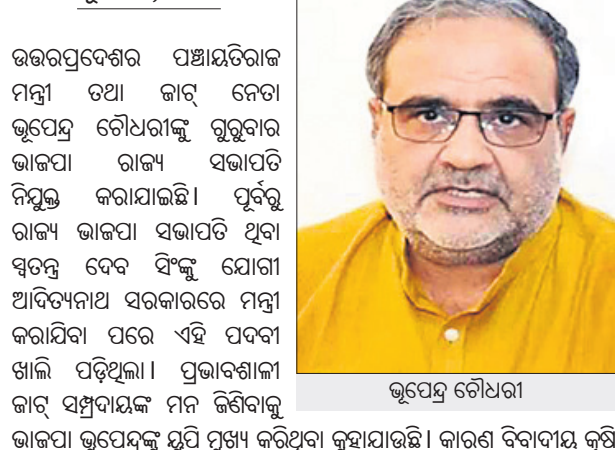 ଉତ୍ତରପ୍ରଦେଶର ପଞ୍ଚାୟତିରାଜ
ମନ୍ତ୍ରୀ ତଥା ଜାଟ୍ ନେତା
ଭୂପେନ୍ଦ୍ର ଚୌଧରୀଙ୍କୁ ଗୁରୁବାର
ଭାଜପା ରାଜ୍ୟ ସଭାପତି
ନିଯୁକ୍ତ କରାଯାଇଛି। ପୂର୍ବରୁ
ରାଜ୍ୟ ଭାଜପା ସଭାପତି ଥିବା
ସ୍ୱତନ୍ତ୍ର ଦେବ ସିଂଙ୍କୁ ଯୋଗୀ
ଆଦିତ୍ୟନାଥ ସରକାରରେ ମନ୍ତ୍ରୀ
କରାଯିବା ପରେ ଏହି ପଦବୀ
ଖାଲି ପଡ଼ିଥିଲା। ପ୍ରଭାବଶାଳୀ
ଜାଟ୍ ସମ୍ପ୍ରଦାୟଙ୍କ ମନ ଜିଣିବାକୁ
ଭାଜପା ଭୂପେନ୍ଦ୍ରଙ୍କୁ ୟୁପି ମୁଖ୍ୟ କରିଥିବା କୁହାଯାଉଛି। କାରଣ ବିବାଦୀୟ କୃଷି
ଭୂପେନ୍ଦ୍ର ଚୌଧରୀ